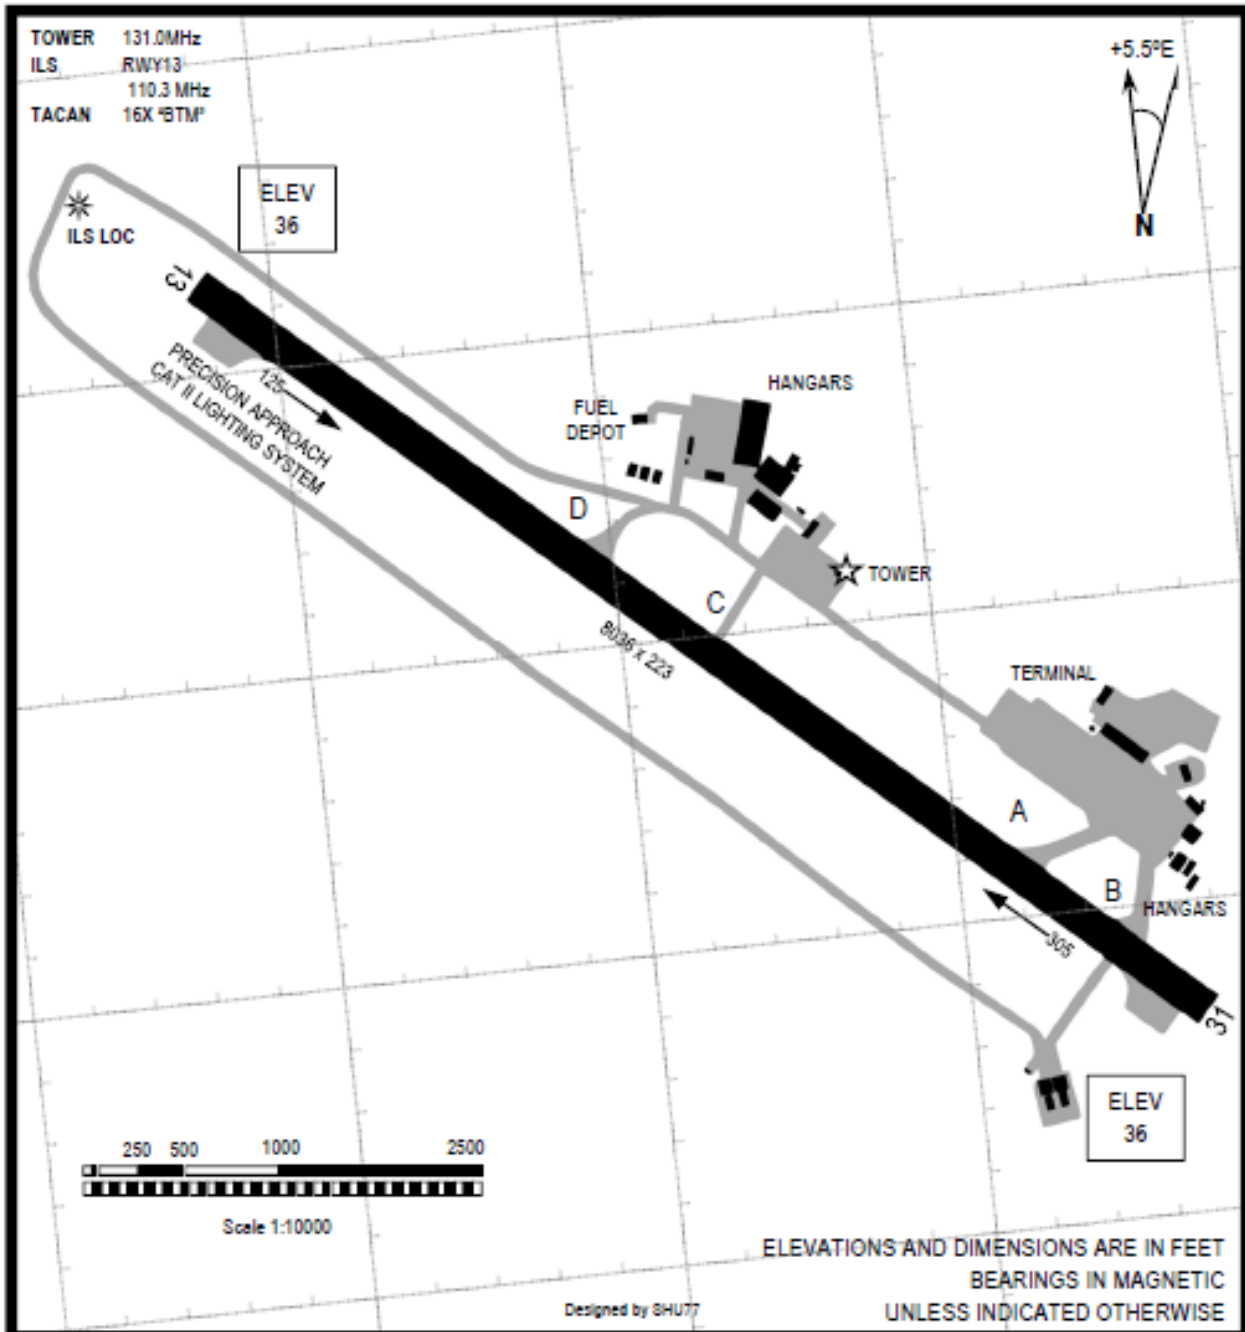 TOWER 131.0MHz
ILS RWY13
110.3 MHz
TACAN 16X "BTM"
+5.5ºE
N
ELEV
36
ILS LOC
13
125
PRECISION APPROACH
CAT II LIGHTING SYSTEM
HANGARS
FUEL
DEPOT
D
TOWER
C
8036 x 223
TERMINAL
A
B
HANGARS
305
31
ELEV
36
250 500 1000 2500
Scale 1:10000
ELEVATIONS AND DIMENSIONS ARE IN FEET
BEARINGS IN MAGNETIC
UNLESS INDICATED OTHERWISE
Designed by SHU77